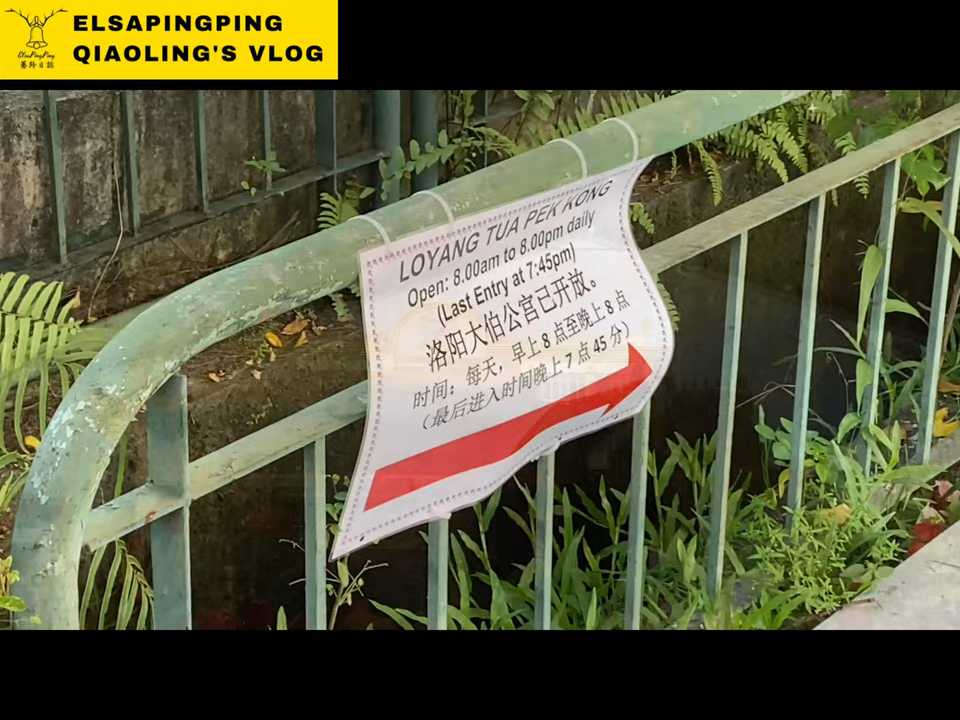 ELSAPINGPING
QIAOLING'S VLOG
LOYANG TUA PEK KONG
Open: 8.00am to 8.00pm daily
(Last Entry at 7:45pm)
洛阳大伯公宫已开放。
时间：每天，早上8点至晚上8点
（最后进入时间晚上7点45分）